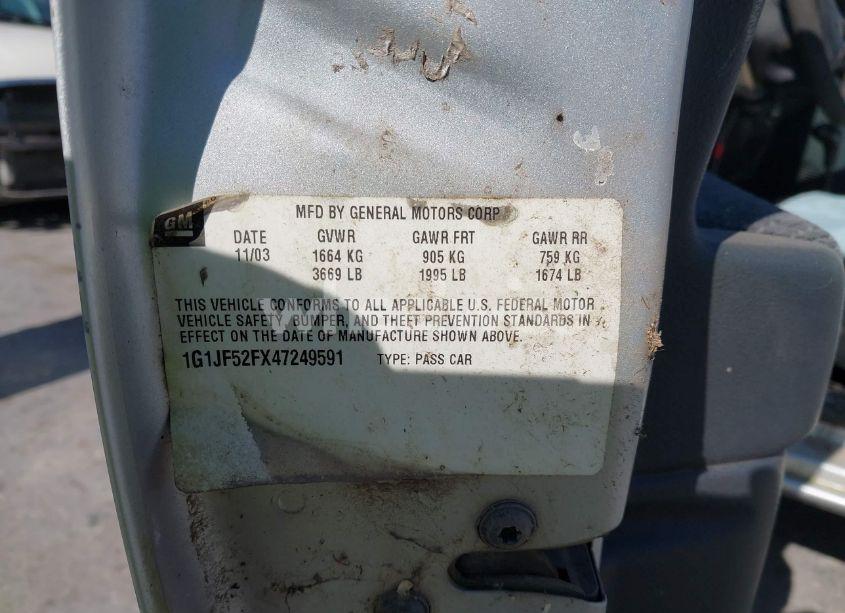 GM
MFD BY GENERAL MOTORS CORP
DATE GVWR GAWR FRT GAWR RR
11/03 1664 KG 905 KG 759 KG
3669 LB 1995 LB 1674 LB
THIS VEHICLE CONFORMS TO ALL APPLICABLE U.S. FEDERAL MOTOR
VEHICLE SAFETY, BUMPER, AND THEFT PREVENTION STANDARDS IN
EFFECT ON THE DATE OF MANUFACTURE SHOWN ABOVE.
1G1JF52FX47249591 TYPE: PASS CAR